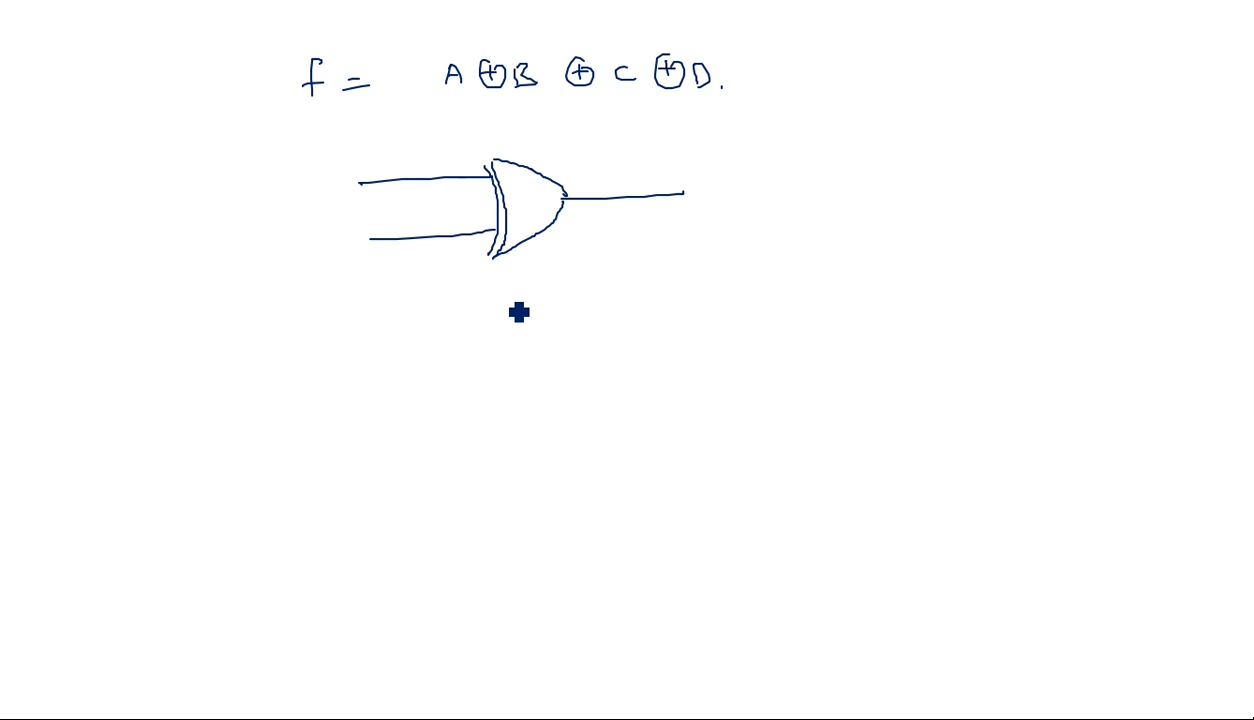 f = A ⊕ B ⊕ C ⊕ D.